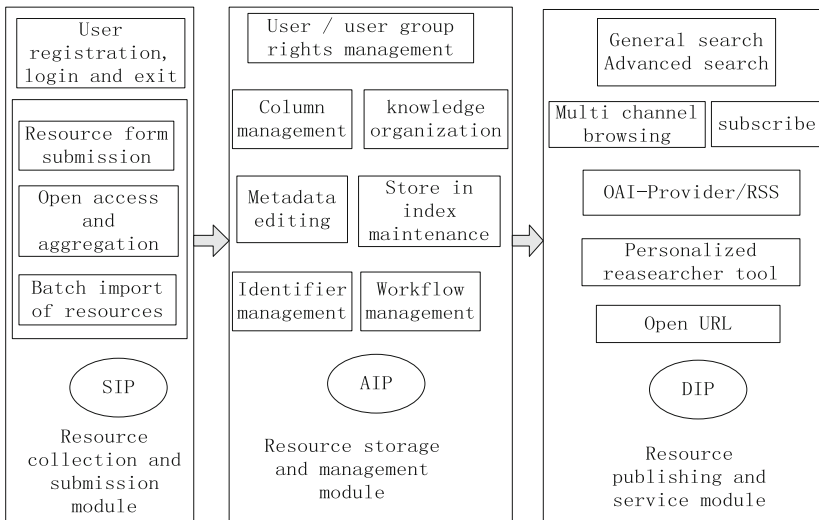 User
registration,
login and exit
Resource form
submission
Open access
and
aggregation
Batch import
of resources
SIP
Resource
collection and
submission
module
User / user group
rights management
Column
management
knowledge
organization
Metadata
editing
Store in
index
maintenance
Identifier
management
Workflow
management
AIP
Resource storage
and management
module
General search
Advanced search
Multi channel
browsing
subscribe
OAI-Provider/RSS
Personalized
reasearcher tool
Open URL
DIP
Resource
publishing and
service module